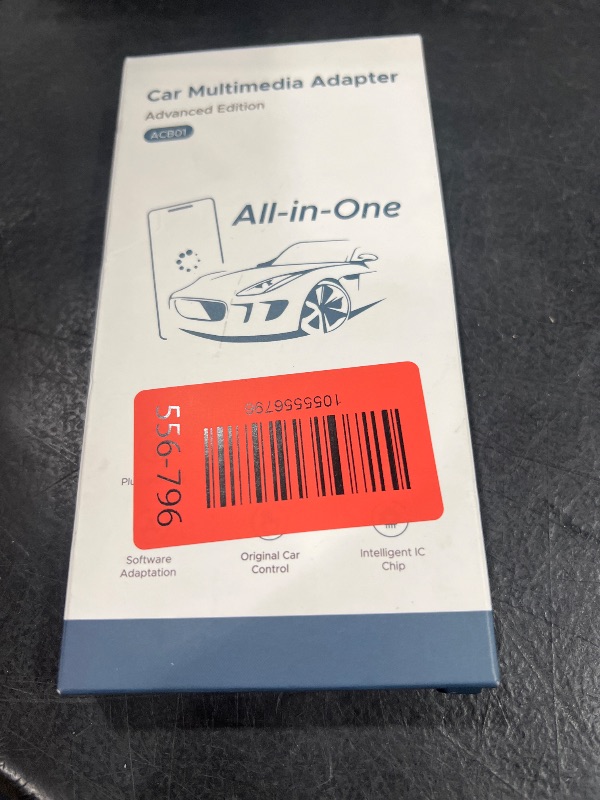 Car Multimedia Adapter
Advanced Edition
ACB01
All-in-One
1055556796
556-796
Software
Adaptation
Original Car
Control
Intelligent IC
Chip